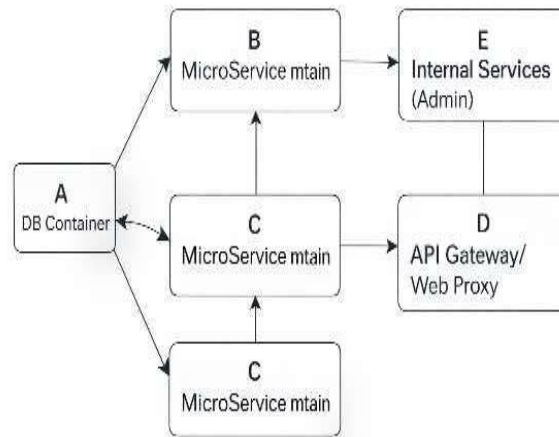 B
MicroService mtain
E
Internal Services
(Admin)
A
DB Container
C
MicroService mtain
D
API Gateway/
Web Proxy
C
MicroService mtain